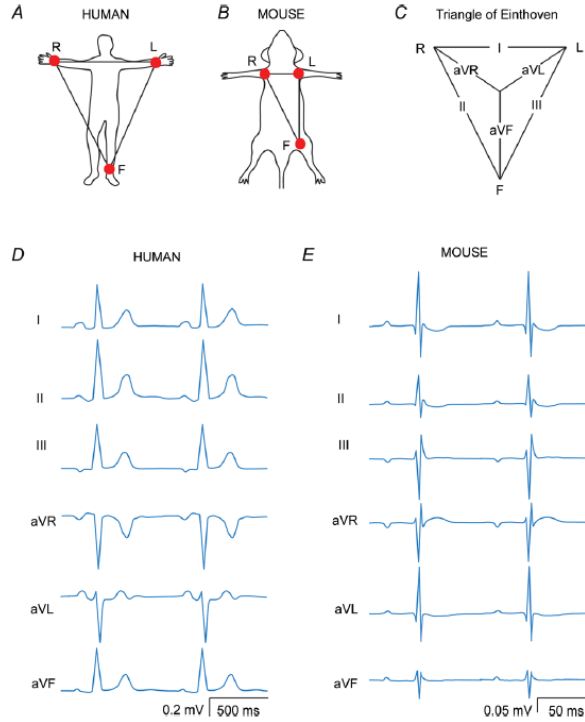 A HUMAN
R L
F
B MOUSE
R L
F
C Triangle of Einthoven
R I L
aVR aVL
II III
aVF
F
D HUMAN
I
II
III
aVR
aVL
aVF
0.2 mV 500 ms
E MOUSE
I
II
III
aVR
aVL
aVF
0.05 mV 50 ms